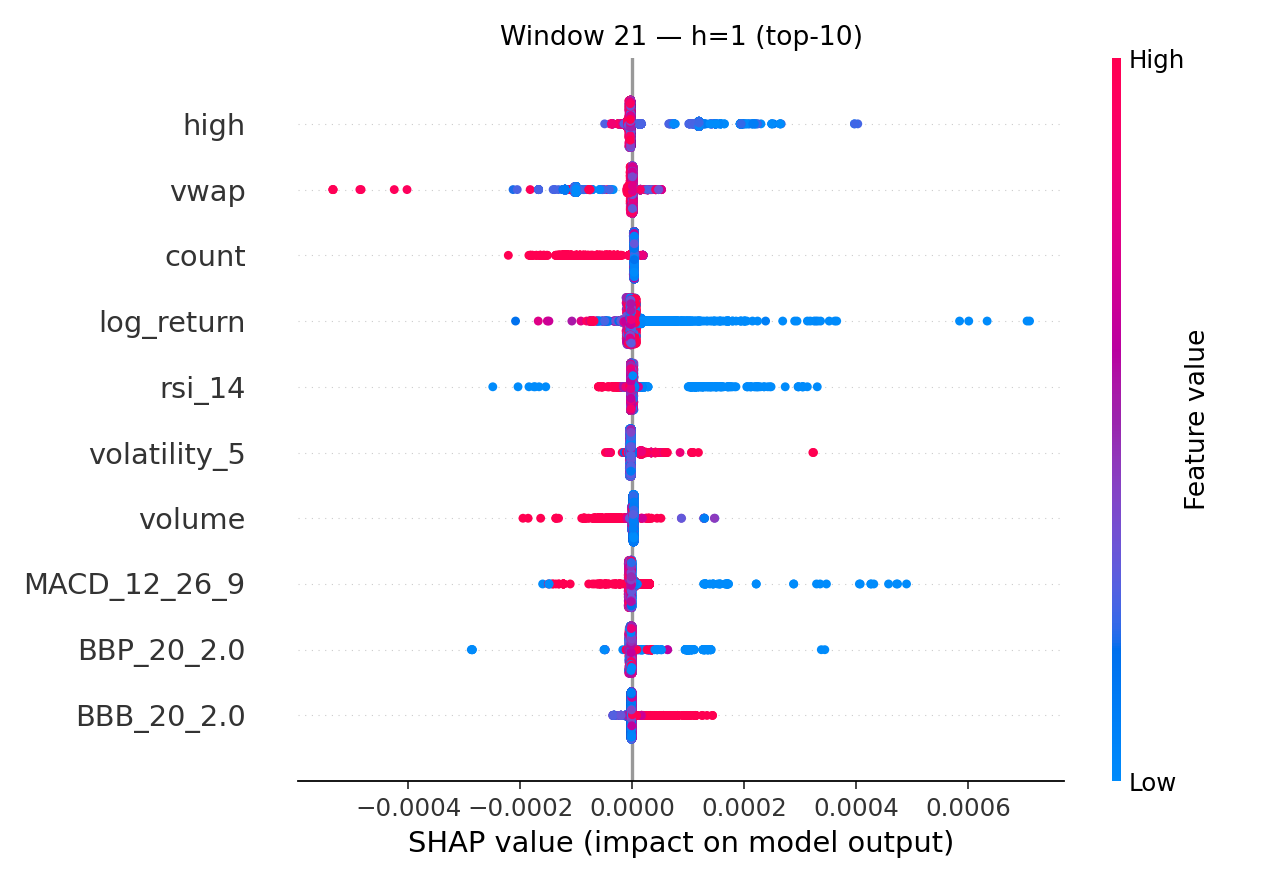 Window 21 — h=1 (top-10)
High
high
vwap
count
log_return
rsi_14
volatility_5
volume
MACD_12_26_9
BBP_20_2.0
BBB_20_2.0
Feature value
Low
−0.0004 −0.0002 0.0000 0.0002 0.0004 0.0006
SHAP value (impact on model output)